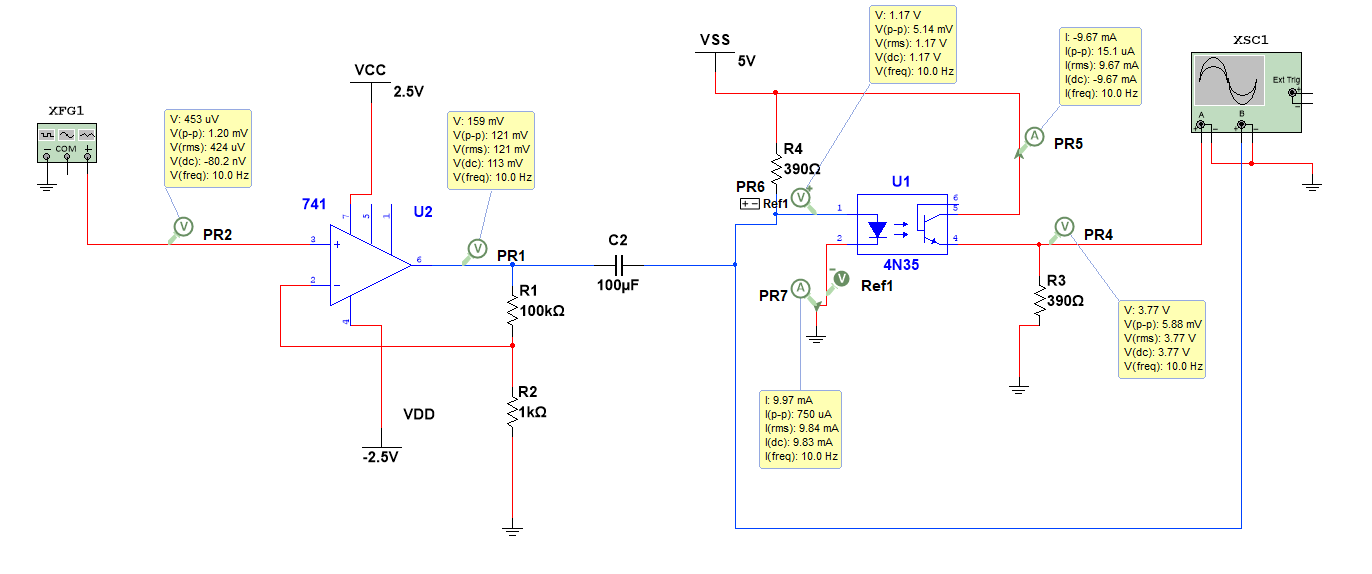 XFG1
COM
V: 453 uV
V(p-p): 1.20 mV
V(rms): 424 uV
V(dc): -80.2 nV
V(freq): 10.0 Hz
V
PR2
VCC
2.5V
741
U2
7
5
1
3
2
6
4
VDD
-2.5V
V: 159 mV
V(p-p): 121 mV
V(rms): 121 mV
V(dc): 113 mV
V(freq): 10.0 Hz
V
PR1
R1
100kΩ
R2
1kΩ
C2
100µF
VSS
5V
R4
390Ω
V: 1.17 V
V(p-p): 5.14 mV
V(rms): 1.17 V
V(dc): 1.17 V
V(freq): 10.0 Hz
PR6
Ref1
V
U1
1
2
6
5
4
4N35
V
Ref1
A
PR7
I: 9.97 mA
I(p-p): 750 uA
I(rms): 9.84 mA
I(dc): 9.83 mA
I(freq): 10.0 Hz
I: -9.67 mA
I(p-p): 15.1 uA
I(rms): 9.67 mA
I(dc): -9.67 mA
I(freq): 10.0 Hz
A
PR5
V
PR4
R3
390Ω
V: 3.77 V
V(p-p): 5.88 mV
V(rms): 3.77 V
V(dc): 3.77 V
V(freq): 10.0 Hz
XSC1
Ext Trig
A
B